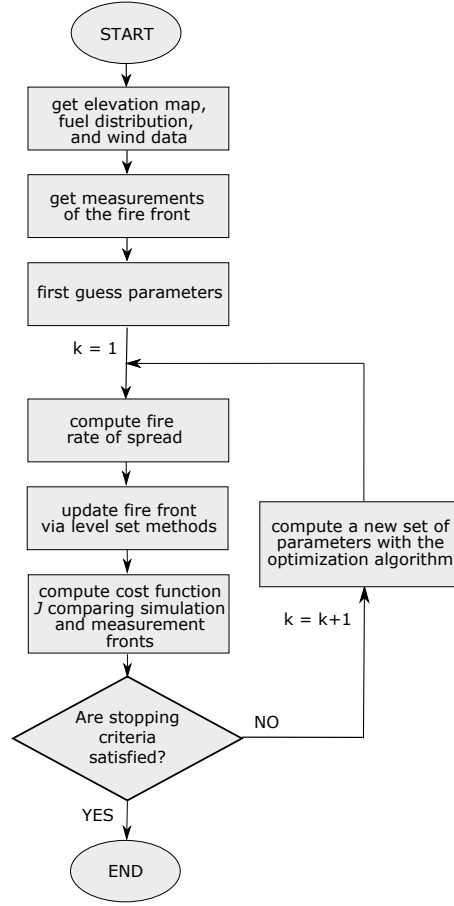 START
get elevation map,
fuel distribution,
and wind data
get measurements
of the fire front
first guess parameters
k = 1
compute fire
rate of spread
update fire front
via level set methods
compute a new set of
parameters with the
optimization algorithm
compute cost function
J comparing simulation
and measurement
fronts
k = k+1
Are stopping
criteria
satisfied?
NO
YES
END